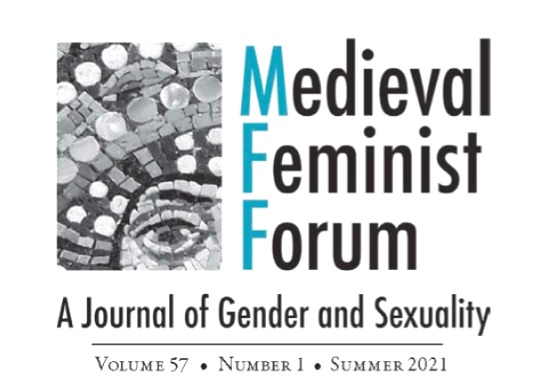 Medieval
Feminist
Forum
A Journal of Gender and Sexuality
Volume 57 • Number 1 • Summer 2021